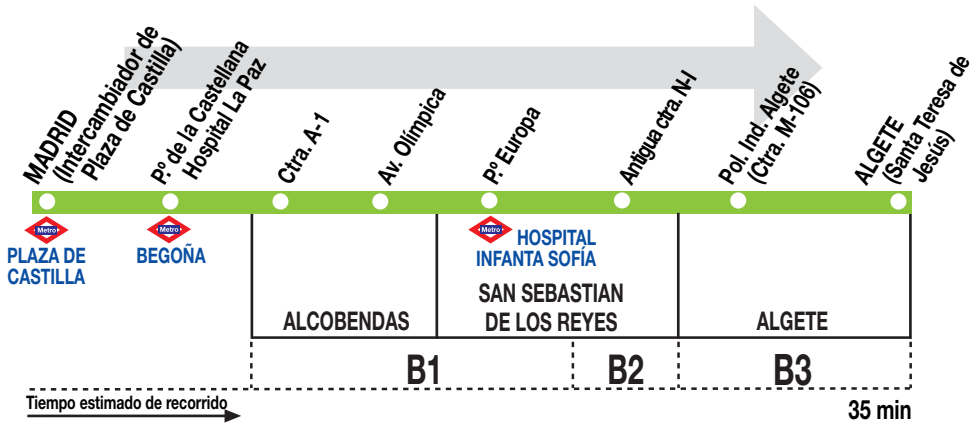 MADRID
(Intercambiador de
Plaza de Castilla)
P.º de la Castellana
Hospital La Paz
Ctra. A-1
Av. Olímpica
P.º Europa
Antigua ctra. N-I
Pol. Ind. Algete
(Ctra. M-106)
ALGETE
(Santa Teresa de
Jesús)
Metro
PLAZA DE
CASTILLA
Metro
BEGOÑA
Metro
HOSPITAL
INFANTA SOFÍA
ALCOBENDAS
SAN SEBASTIAN
DE LOS REYES
ALGETE
B1
B2
B3
Tiempo estimado de recorrido
35 min